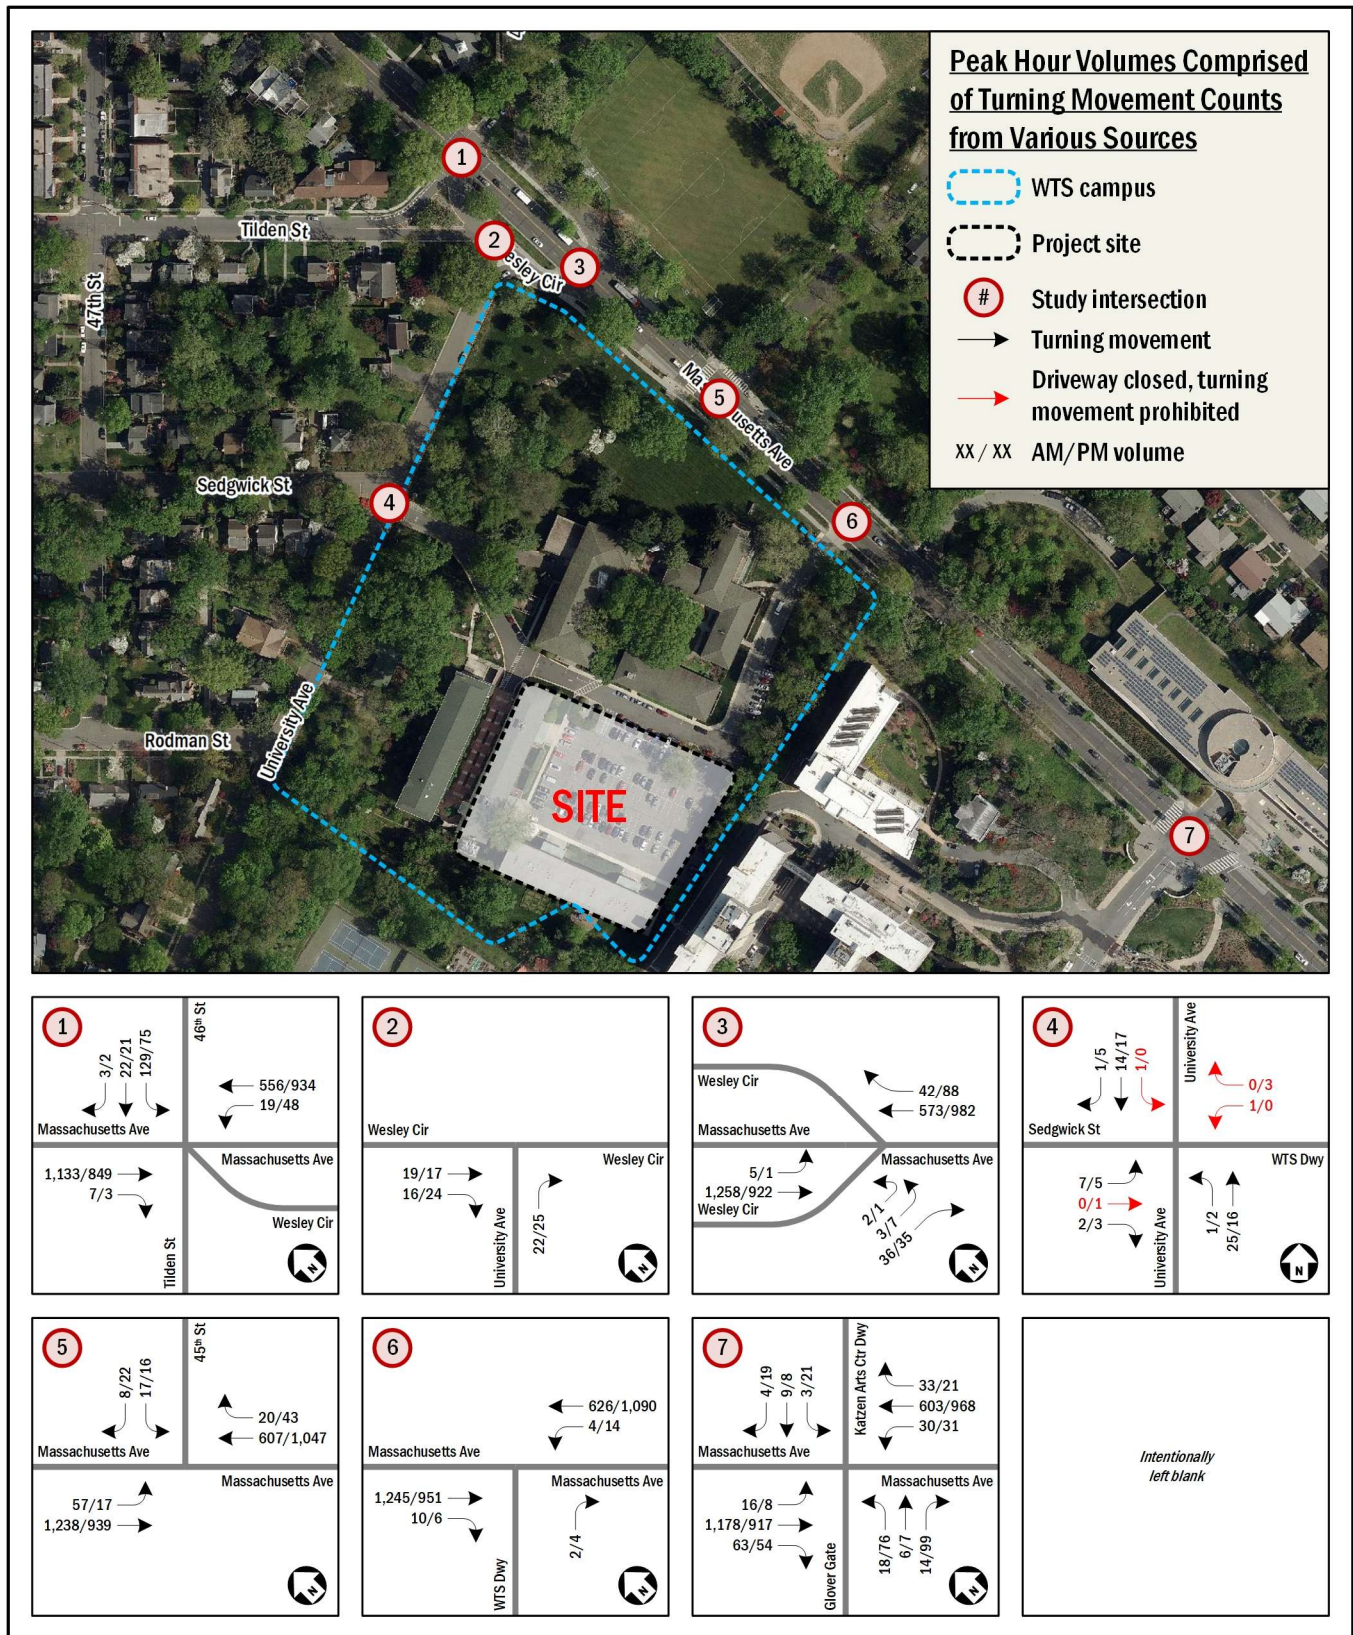 Peak Hour Volumes Comprised
of Turning Movement Counts
from Various Sources
WTS campus
Project site
# Study intersection
Turning movement
Driveway closed, turning
movement prohibited
XX / XX AM/PM volume
1
Tilden St
2
Wesley Cir
3
47th St
Massachusetts Ave
5
Sedgwick St
4
6
University Ave
Rodman St
SITE
7
1
46th St
3/2
22/21
129/75
556/934
19/48
Massachusetts Ave
1,133/849
7/3
Massachusetts Ave
Wesley Cir
Tilden St
N
2
Wesley Cir
Wesley Cir
19/17
16/24
22/25
University Ave
N
3
Wesley Cir
42/88
573/982
Massachusetts Ave
Massachusetts Ave
5/1
1,258/922
Wesley Cir
2/1
3/7
36/35
N
4
University Ave
1/5
14/17
1/0
0/3
1/0
Sedgwick St
WTS Dwy
7/5
0/1
2/3
1/2
25/16
University Ave
N
5
45th St
8/22
17/16
20/43
607/1,047
Massachusetts Ave
Massachusetts Ave
57/17
1,238/939
N
6
626/1,090
4/14
Massachusetts Ave
Massachusetts Ave
1,245/951
10/6
2/4
WTS Dwy
N
7
Katzen Arts Ctr Dwy
4/19
9/8
3/21
33/21
603/968
30/31
Massachusetts Ave
Massachusetts Ave
16/8
1,178/917
63/54
18/76
6/7
14/99
Glover Gate
N
Intentionally
left blank